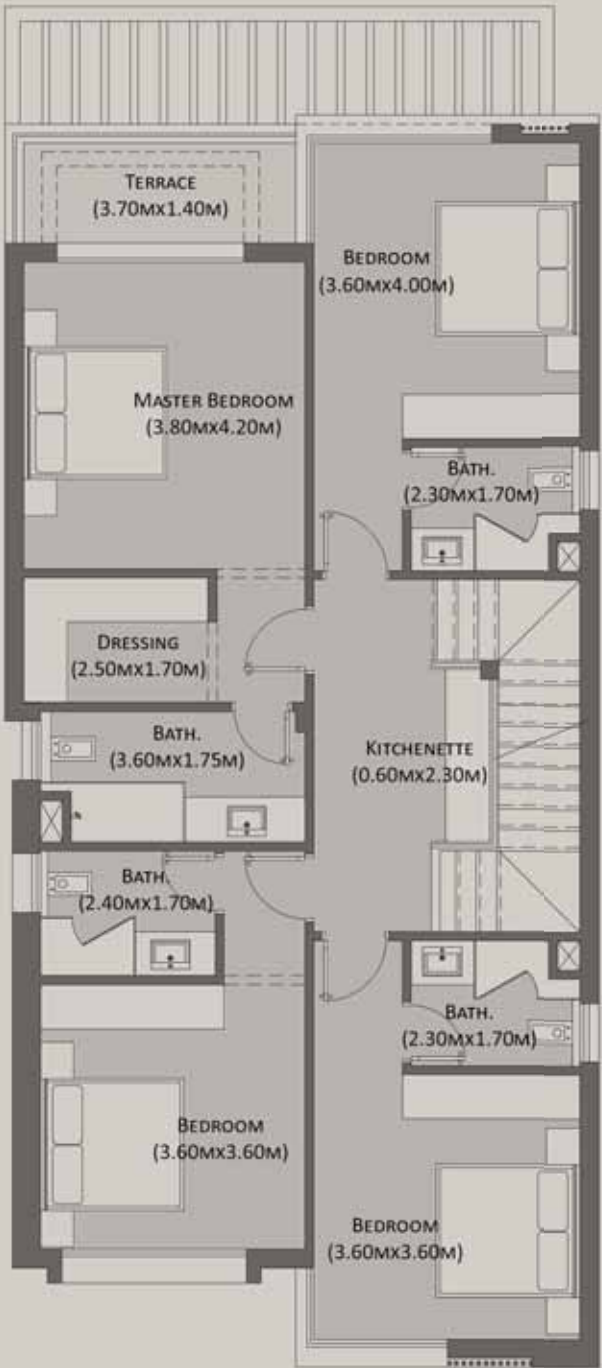 TERRACE
(3.70MX1.40M)
BEDROOM
(3.60MX4.00M)
MASTER BEDROOM
(3.80MX4.20M)
BATH.
(2.30MX1.70M)
DRESSING
(2.50MX1.70M)
BATH.
(3.60MX1.75M)
KITCHENETTE
(0.60MX2.30M)
BATH.
(2.40MX1.70M)
BATH.
(2.30MX1.70M)
BEDROOM
(3.60MX3.60M)
BEDROOM
(3.60MX3.60M)